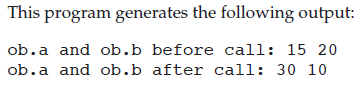 This program generates the following output:
ob.a and ob.b before call: 15 20
ob.a and ob.b after call: 30 10